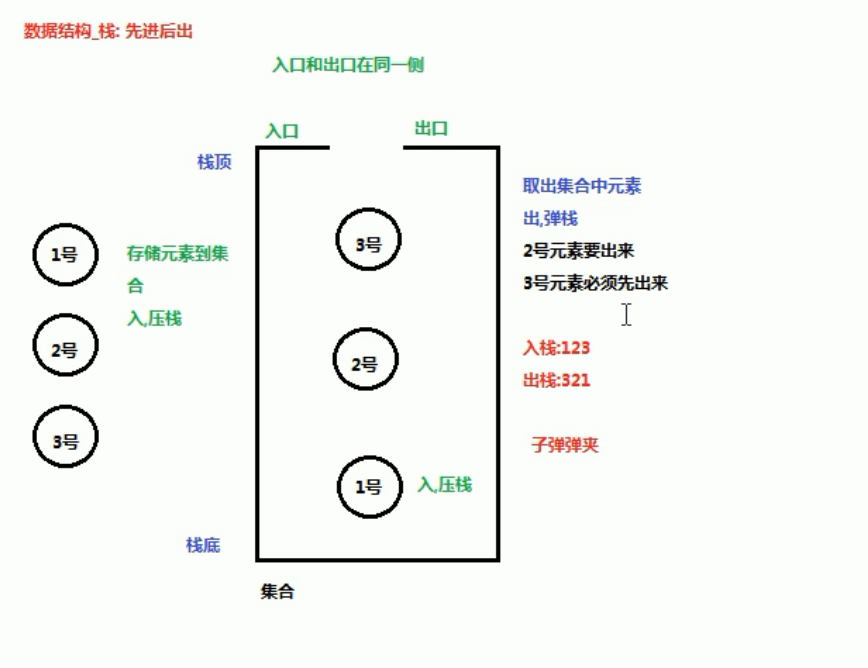 数据结构_栈: 先进后出
入口和出口在同一侧
入口
出口
栈顶
1号
2号
3号
存储元素到集
合
入,压栈
3号
2号
1号
入,压栈
栈底
集合
取出集合中元素
出,弹栈
2号元素要出来
3号元素必须先出来
入栈:123
出栈:321
子弹弹夹